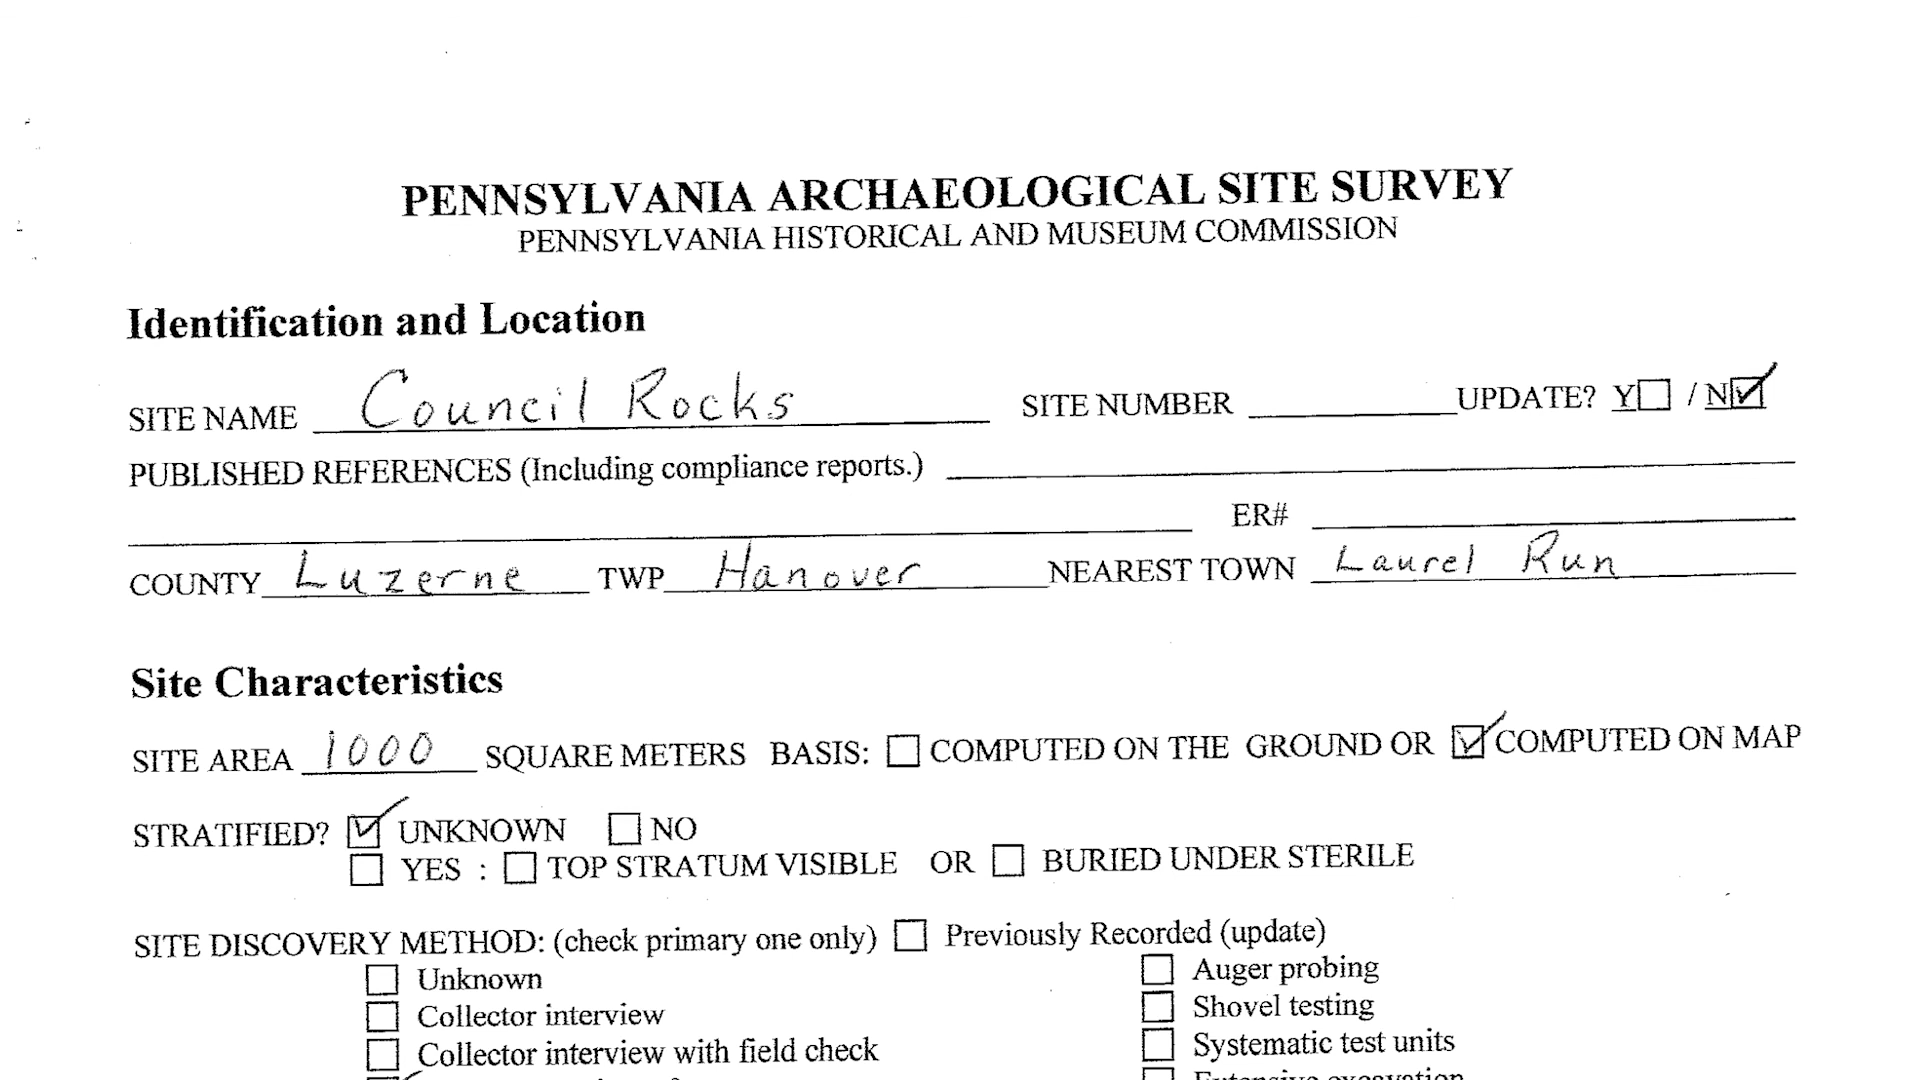 PENNSYLVANIA ARCHAEOLOGICAL SITE SURVEY
PENNSYLVANIA HISTORICAL AND MUSEUM COMMISSION
Identification and Location
SITE NAME Council Rocks SITE NUMBER UPDATE? Y / N
PUBLISHED REFERENCES (Including compliance reports.)
ER#
COUNTY Luzerne TWP Hanover NEAREST TOWN Laurel Run
Site Characteristics
SITE AREA 1000 SQUARE METERS BASIS: COMPUTED ON THE GROUND OR COMPUTED ON MAP
STRATIFIED? UNKNOWN NO
YES : TOP STRATUM VISIBLE OR BURIED UNDER STERILE
SITE DISCOVERY METHOD: (check primary one only) Previously Recorded (update)
Unknown Auger probing
Collector interview Shovel testing
Collector interview with field check Systematic test units
Extensive excavation